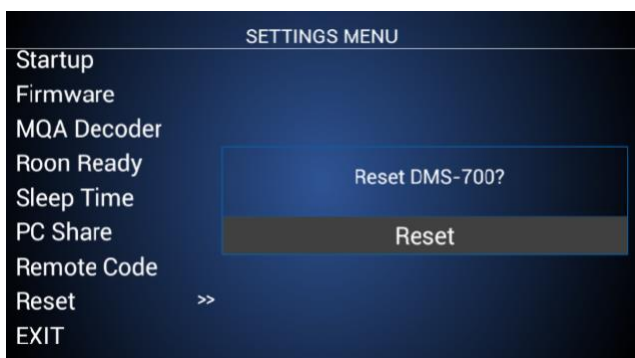 SETTINGS MENU
Startup
Firmware
MQA Decoder
Roon Ready
Sleep Time
PC Share
Remote Code
Reset >>
EXIT
Reset DMS-700?
Reset